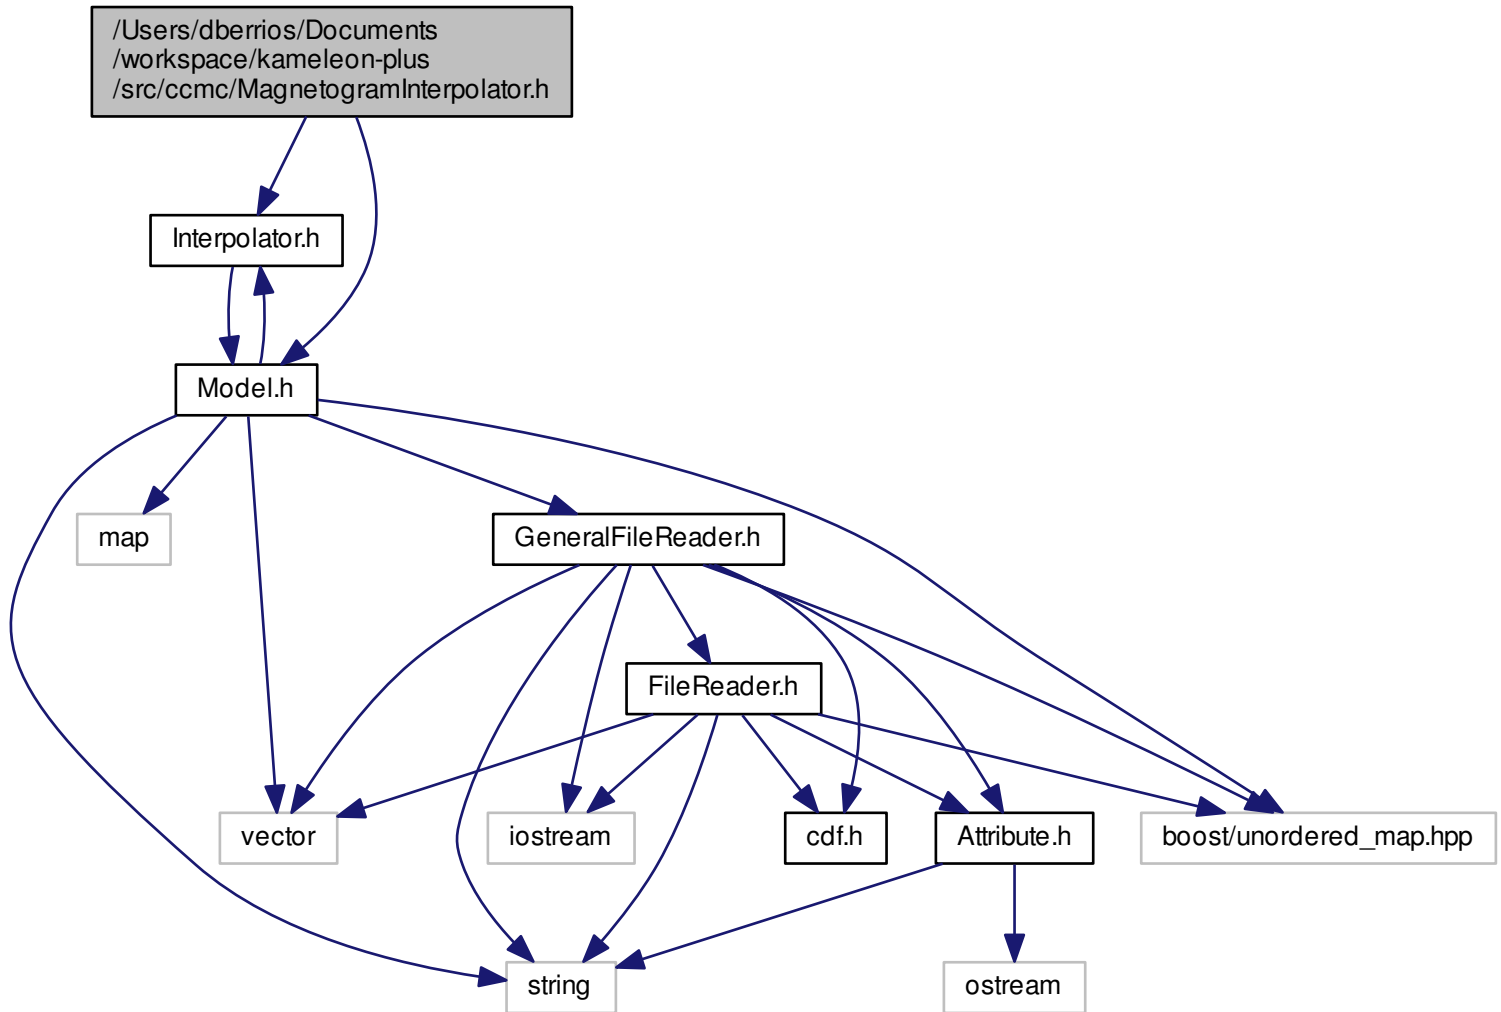 /Users/dberrios/Documents
/workspace/kameleon-plus
/src/ccmc/MagnetogramInterpolator.h
Interpolator.h
Model.h
map
GeneralFileReader.h
FileReader.h
vector
iostream
cdf.h
Attribute.h
boost/unordered_map.hpp
string
ostream